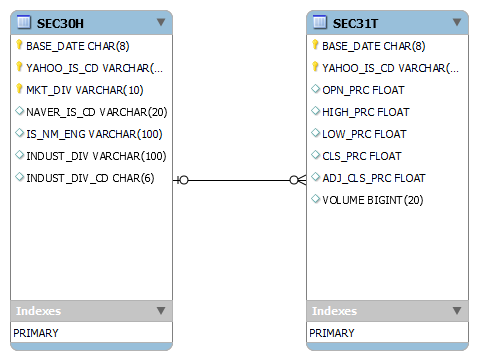 SEC30H
BASE_DATE CHAR(8)
YAHOO_IS_CD VARCHAR(...
MKT_DIV VARCHAR(10)
NAVER_IS_CD VARCHAR(20)
IS_NM_ENG VARCHAR(100)
INDUST_DIV VARCHAR(100)
INDUST_DIV_CD CHAR(6)
Indexes
PRIMARY
SEC31T
BASE_DATE CHAR(8)
YAHOO_IS_CD VARCHAR(...
OPN_PRC FLOAT
HIGH_PRC FLOAT
LOW_PRC FLOAT
CLS_PRC FLOAT
ADJ_CLS_PRC FLOAT
VOLUME BIGINT(20)
Indexes
PRIMARY